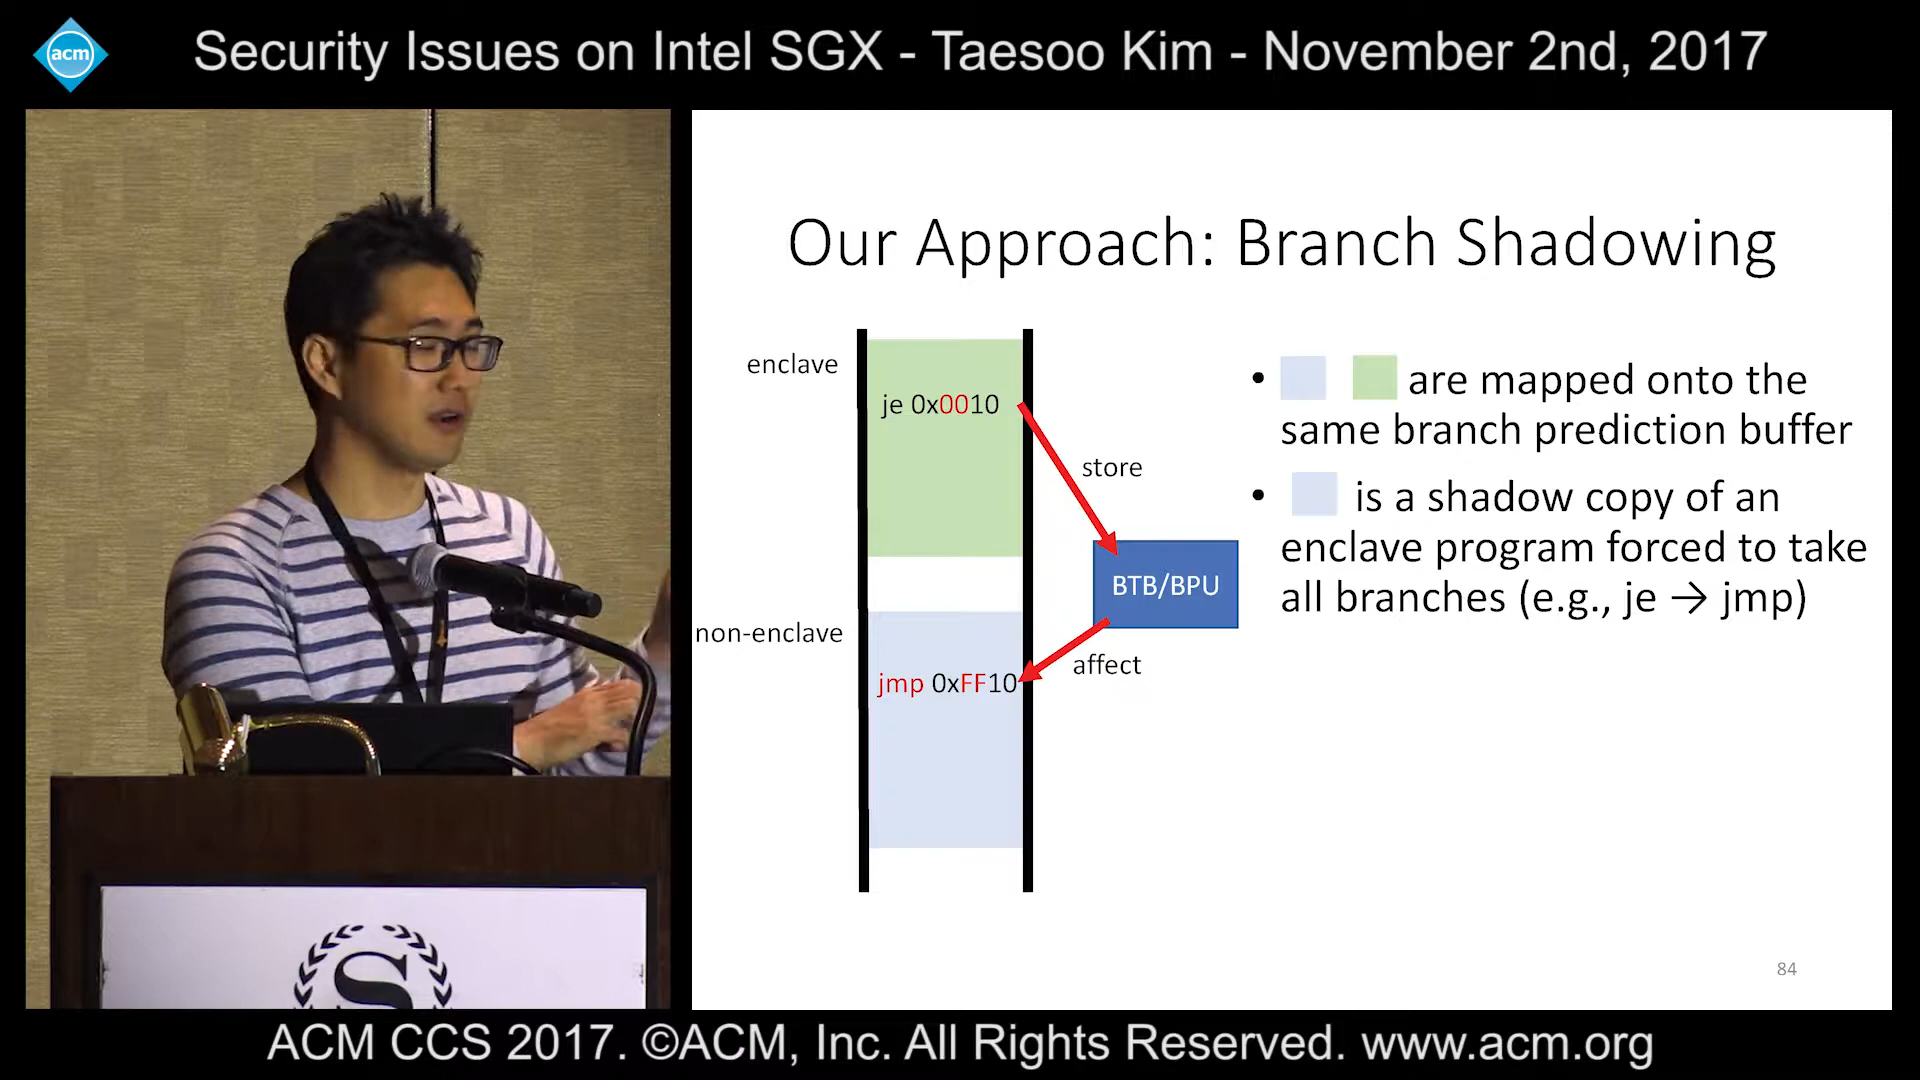 acm
Security Issues on Intel SGX - Taesoo Kim - November 2nd, 2017
Our Approach: Branch Shadowing
enclave
je 0x0010
store
BTB/BPU
non-enclave
jmp 0xFF10
affect
• are mapped onto the
same branch prediction buffer
• is a shadow copy of an
enclave program forced to take
all branches (e.g., je → jmp)
84
S
ACM CCS 2017. ©ACM, Inc. All Rights Reserved. www.acm.org